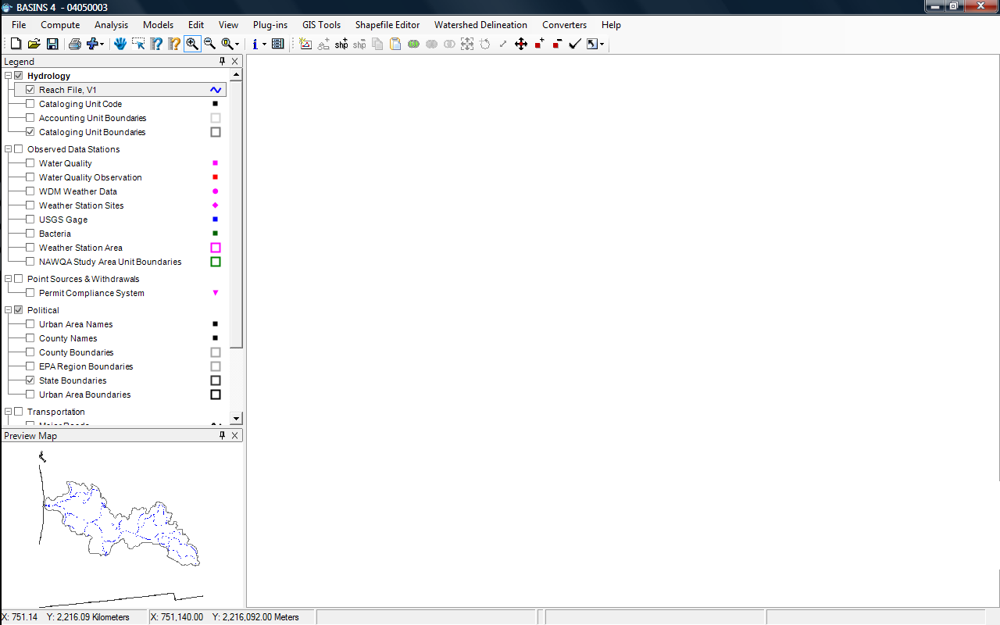 BASINS 4 - 04050003
File Compute Analysis Models Edit View Plug-ins GIS Tools Shapefile Editor Watershed Delineation Converters Help
shp shp
Legend
Hydrology
Reach File, V1
Cataloging Unit Code
Accounting Unit Boundaries
Cataloging Unit Boundaries
Observed Data Stations
Water Quality
Water Quality Observation
WDM Weather Data
Weather Station Sites
USGS Gage
Bacteria
Weather Station Area
NAWQA Study Area Unit Boundaries
Point Sources & Withdrawals
Permit Compliance System
Political
Urban Area Names
County Names
County Boundaries
EPA Region Boundaries
State Boundaries
Urban Area Boundaries
Transportation
Major Roads
Preview Map
X: 751.14 Y: 2,216.09 Kilometers X: 751,140.00 Y: 2,216,092.00 Meters